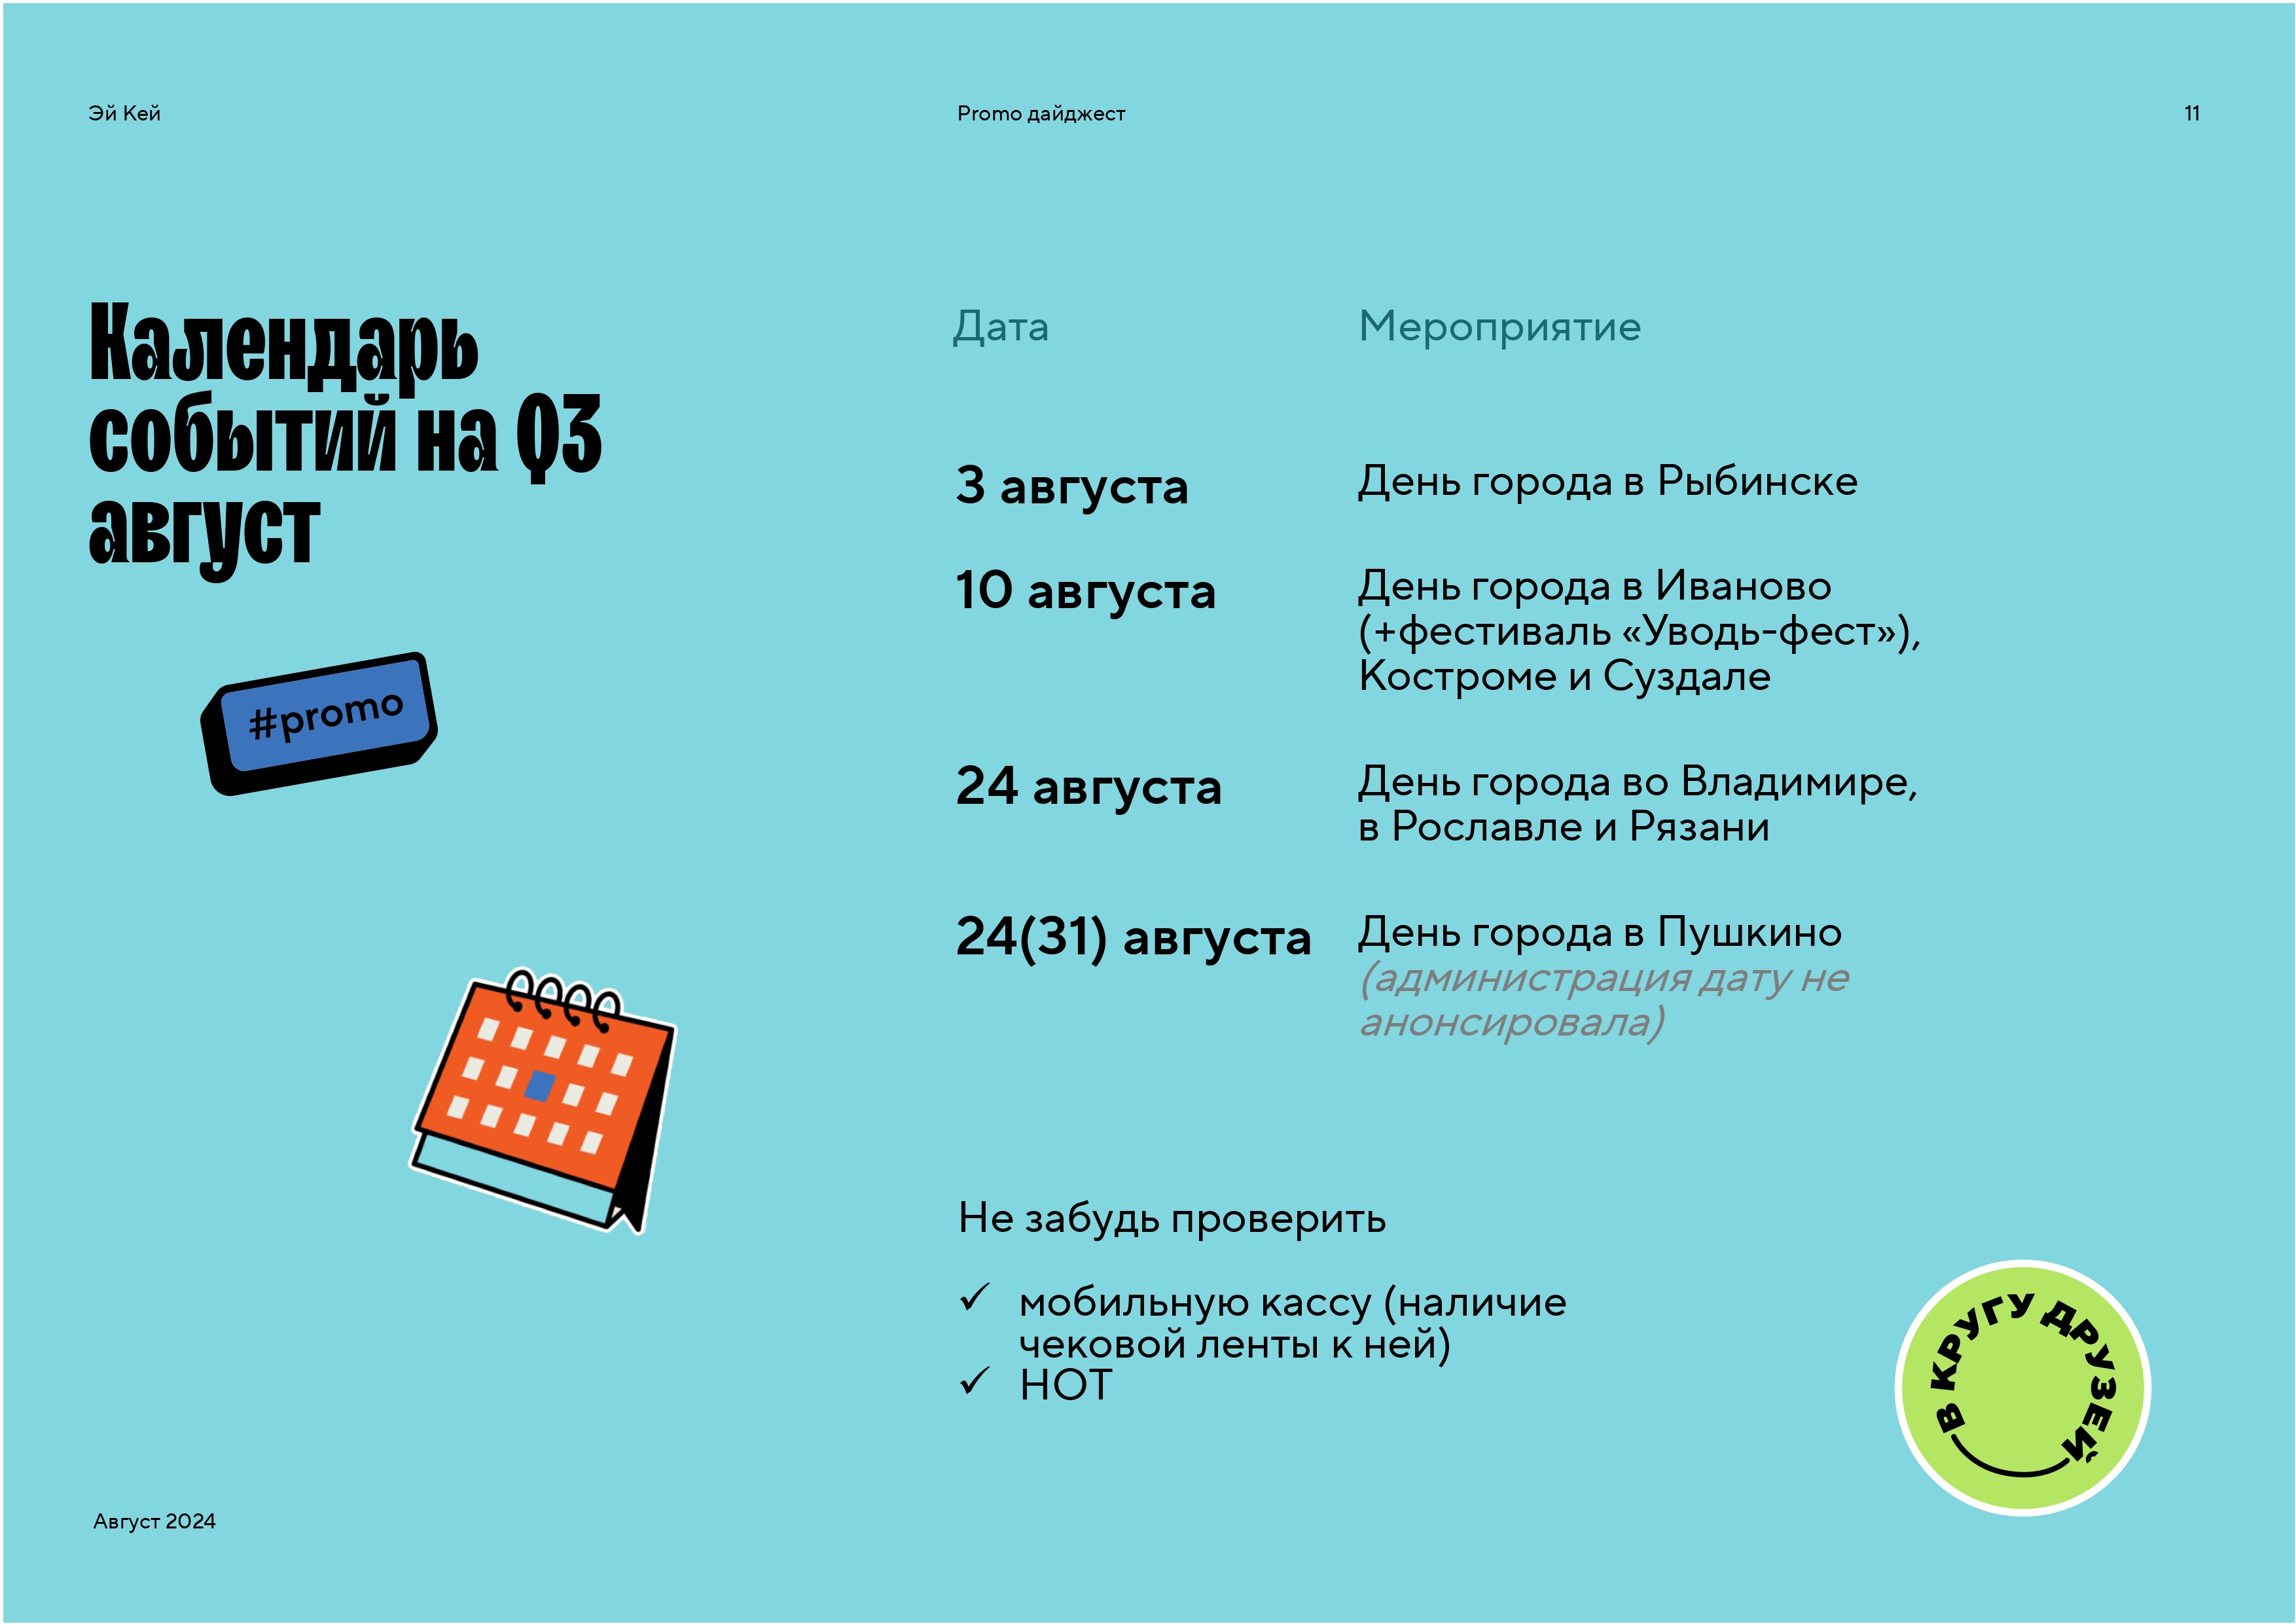 Эй Кей
Promo дайджест
11
Календарь
событий на Q3
август
#promo
Дата
Мероприятие
3 августа
День города в Рыбинске
10 августа
День города в Иваново
(+фестиваль «Уводь-фест»),
Костроме и Суздале
24 августа
День города во Владимире,
в Рославле и Рязани
24(31) августа
День города в Пушкино
(администрация дату не
анонсировала)
Не забудь проверить
✓ мобильную кассу (наличие
чековой ленты к ней)
✓ НОТ
В КРУГУ ДРУЗЕЙ
Август 2024